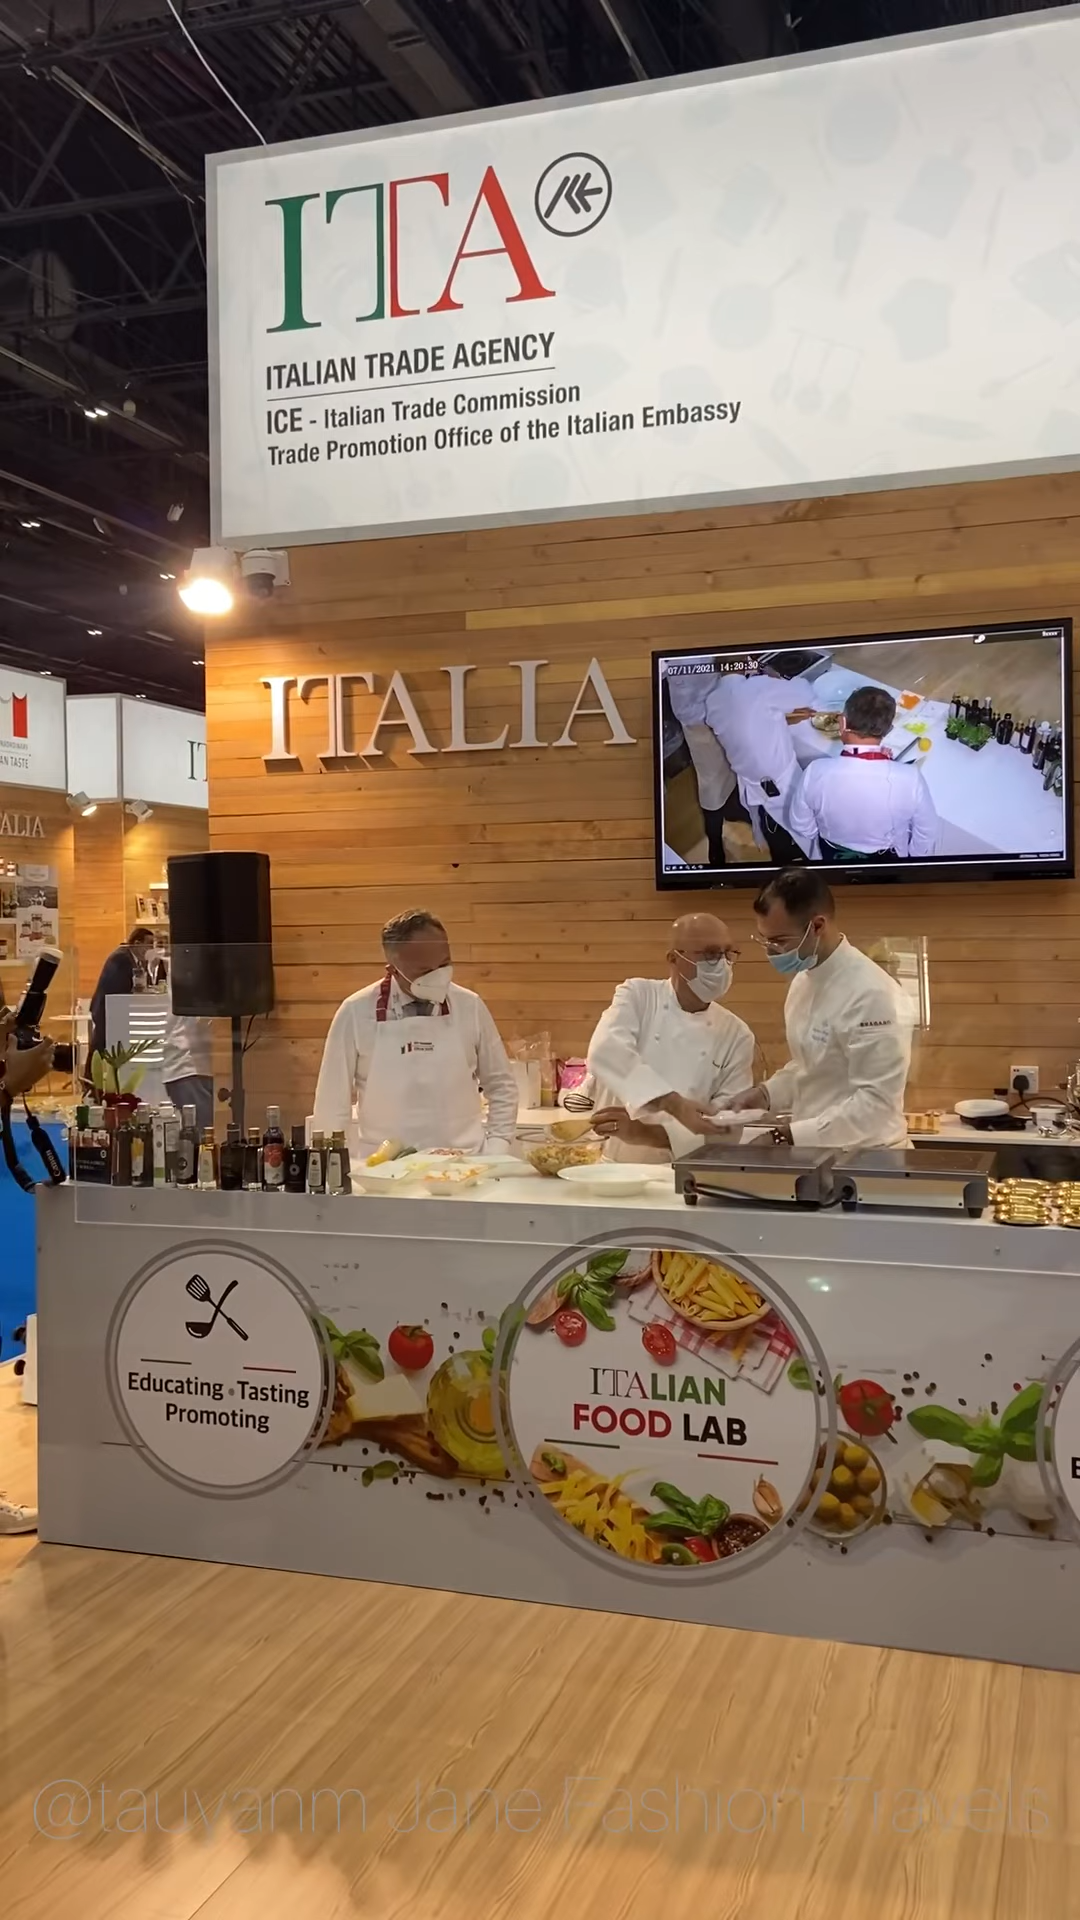 ITA
ITALIAN TRADE AGENCY
ICE - Italian Trade Commission
Trade Promotion Office of the Italian Embassy
ITALIA
07/11/2021 14:20:30
Educating • Tasting
Promoting
ITALIAN
FOOD LAB
@tauyanm Jane Fashion Travels